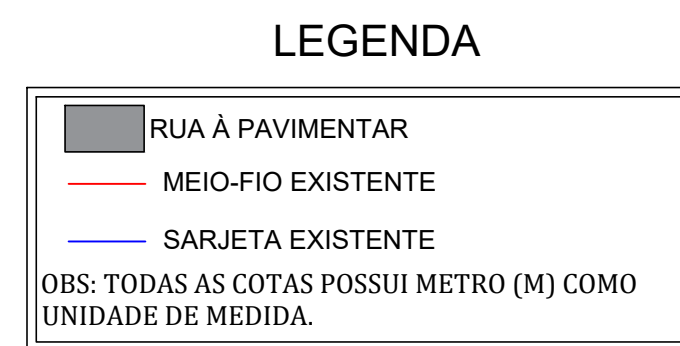 LEGENDA
RUA À PAVIMENTAR
MEIO-FIO EXISTENTE
SARJETA EXISTENTE
OBS: TODAS AS COTAS POSSUI METRO (M) COMO
UNIDADE DE MEDIDA.